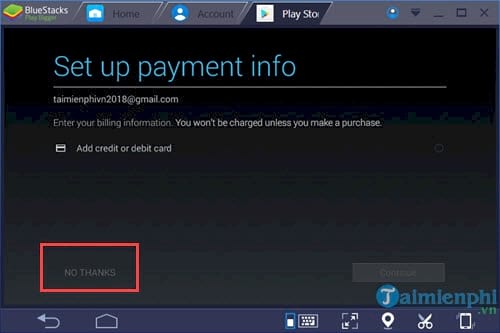 BlueStacks
Play Bigger
Home
Account
Play Stor
Set up payment info
taimienphivn2018@gmail.com
Enter your billing information. You won't be charged unless you make a purchase.
Add credit or debit card
NO THANKS
Continue
Taimienphi
.vn